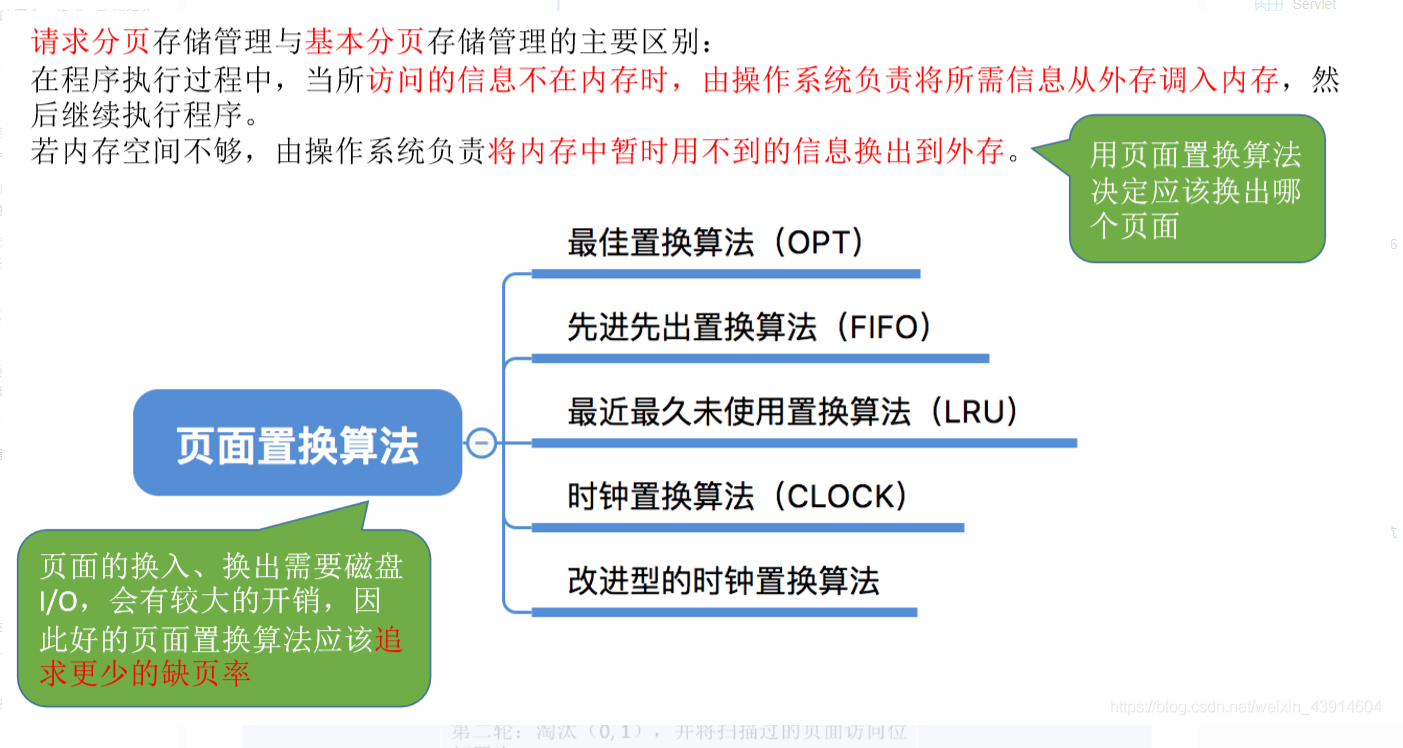 Servlet
请求分页存储管理与基本分页存储管理的主要区别：
在程序执行过程中，当所访问的信息不在内存时，由操作系统负责将所需信息从外存调入内存，然
后继续执行程序。
若内存空间不够，由操作系统负责将内存中暂时用不到的信息换出到外存。
用页面置换算法
决定应该换出哪
个页面
最佳置换算法（OPT）
先进先出置换算法（FIFO）
最近最久未使用置换算法（LRU）
页面置换算法
时钟置换算法（CLOCK）
改进型的时钟置换算法
页面的换入、换出需要磁盘
I/O，会有较大的开销，因
此好的页面置换算法应该追
求更少的缺页率
https://blog.csdn.net/weixin_43914604
第二轮：淘汰（0, 1），并将扫描过的页面访问位